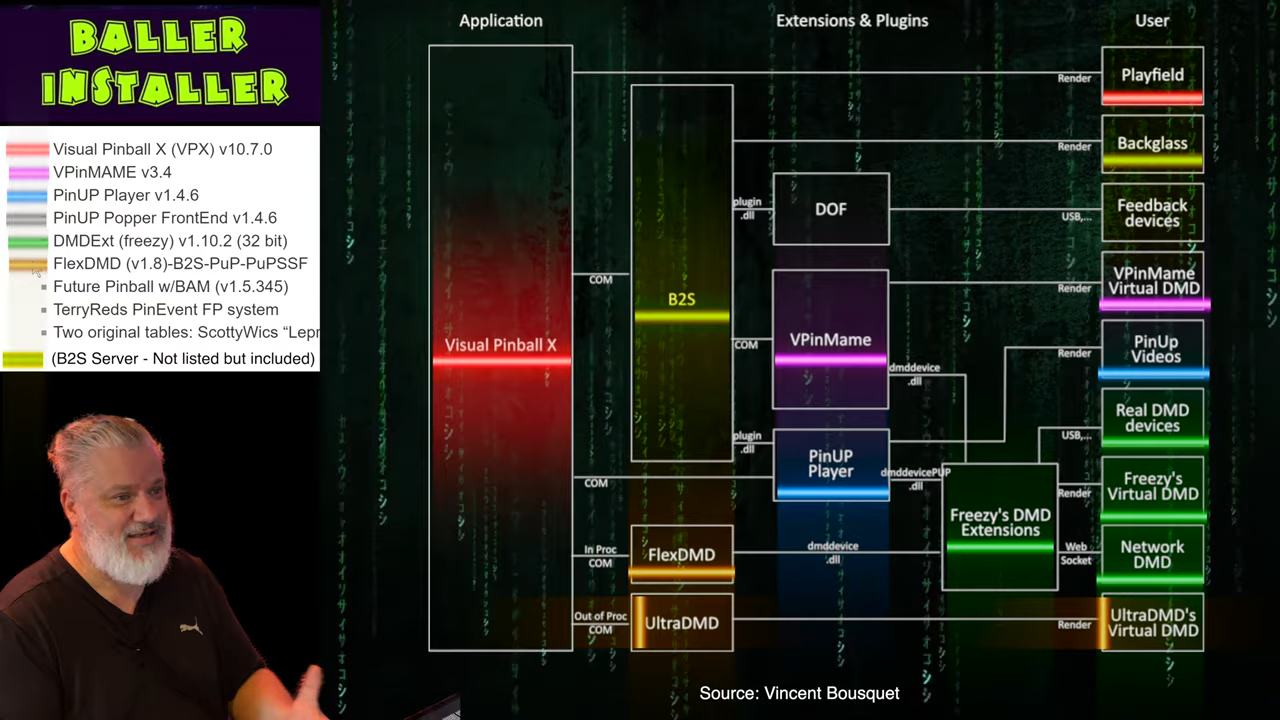 BALLER
INSTALLER
Visual Pinball X (VPX) v10.7.0
VPinMAME v3.4
PinUP Player v1.4.6
PinUP Popper FrontEnd v1.4.6
DMDExt (freezy) v1.10.2 (32 bit)
FlexDMD (v1.8)-B2S-PuP-PuPSSF
Future Pinball w/BAM (v1.5.345)
TerryReds PinEvent FP system
Two original tables: ScottyWics “Lepr
(B2S Server - Not listed but included)
Application
Extensions & Plugins
User
Visual Pinball X
COM
COM
In Proc
COM
Out of Proc
COM
B2S
FlexDMD
UltraDMD
plugin
.dll
COM
plugin
.dll
DOF
VPinMame
PinUP
Player
dmddevice
.dll
dmddevice
.dll
dmddevicePUP
.dll
Freezy's DMD
Extensions
Render
Playfield
Render
Backglass
USB,...
Feedback
devices
Render
VPinMame
Virtual DMD
Render
PinUp
Videos
USB,...
Real DMD
devices
Render
Freezy's
Virtual DMD
Web
Socket
Network
DMD
Render
UltraDMD's
Virtual DMD
Source: Vincent Bousquet